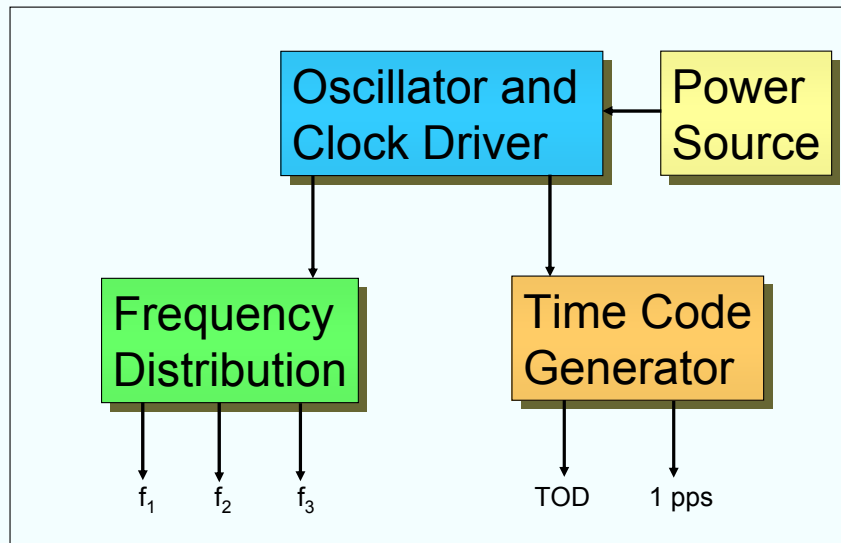 Oscillator and
Clock Driver
Power
Source
Frequency
Distribution
Time Code
Generator
f₁
f₂
f₃
TOD
1 pps